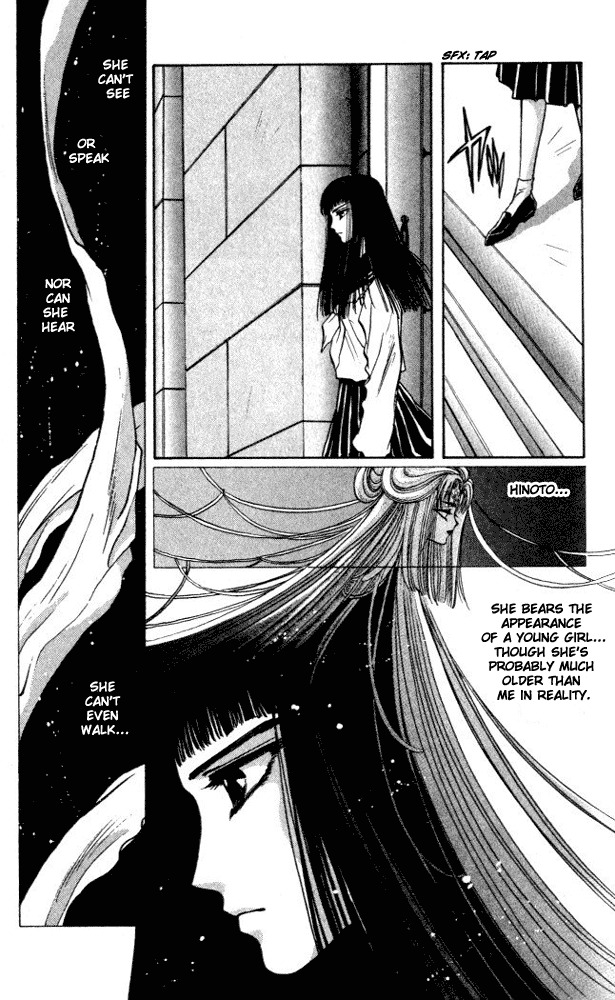 SFX: TAP
HINOTO...
SHE BEARS THE
APPEARANCE
OF A YOUNG GIRL...
THOUGH SHE'S
PROBABLY MUCH
OLDER THAN
ME IN REALITY.
SHE
CAN'T
SEE
OR
SPEAK
NOR
CAN
SHE
HEAR
SHE
CAN'T
EVEN
WALK...